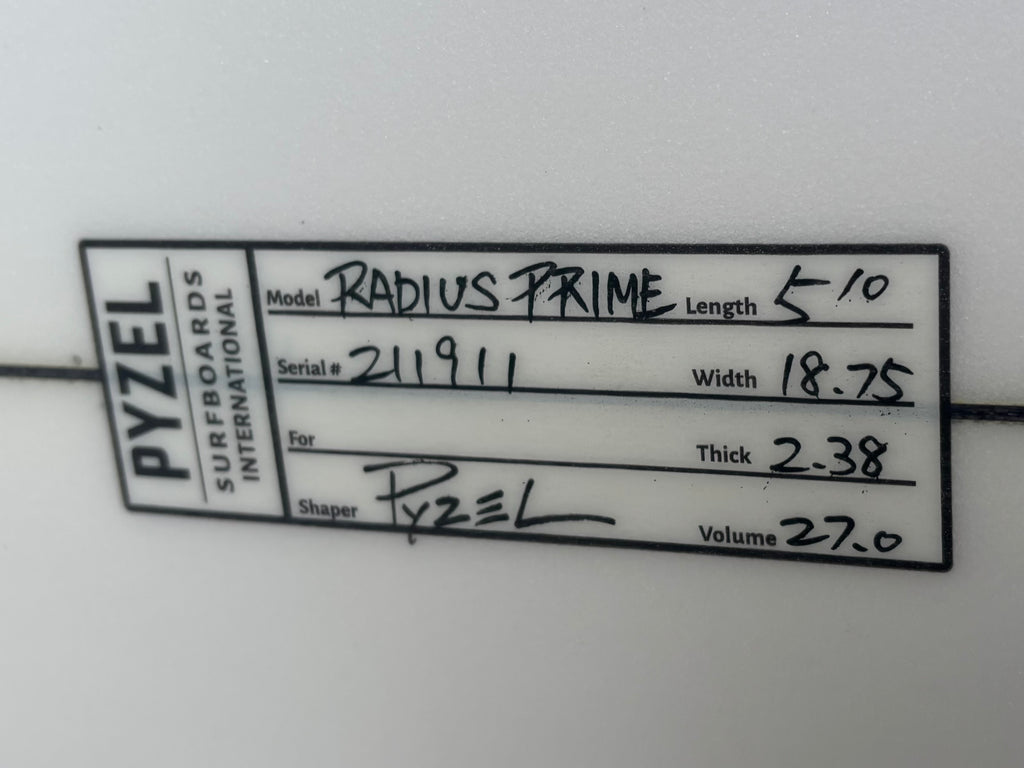 PYZEL
SURFBOARDS
INTERNATIONAL
Model RADIUS PRIME Length 5 10
Serial # 211911 Width 18.75
For Thick 2.38
Shaper PYZEL Volume 27.0